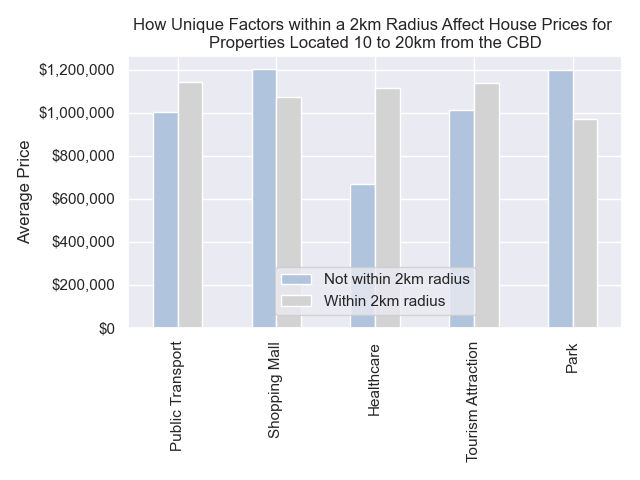 How Unique Factors within a 2km Radius Affect House Prices for
Properties Located 10 to 20km from the CBD
Average Price
$1,200,000
$1,000,000
$800,000
$600,000
$400,000
$200,000
$0
Not within 2km radius
Within 2km radius
Public Transport
Shopping Mall
Healthcare
Tourism Attraction
Park